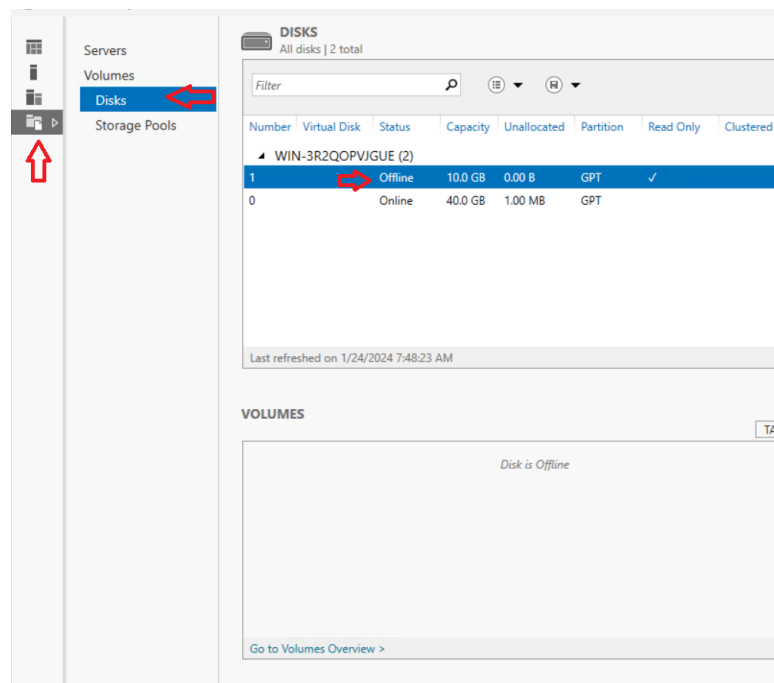 DISKS
All disks | 2 total
Servers
Volumes
Disks
Storage Pools
Filter
Number Virtual Disk Status Capacity Unallocated Partition Read Only Clustered
WIN-3R2QOPVJGUE (2)
1 Offline 10.0 GB 0.00 B GPT ✓
0 Online 40.0 GB 1.00 MB GPT
Last refreshed on 1/24/2024 7:48:23 AM
VOLUMES
TA
Disk is Offline
Go to Volumes Overview >